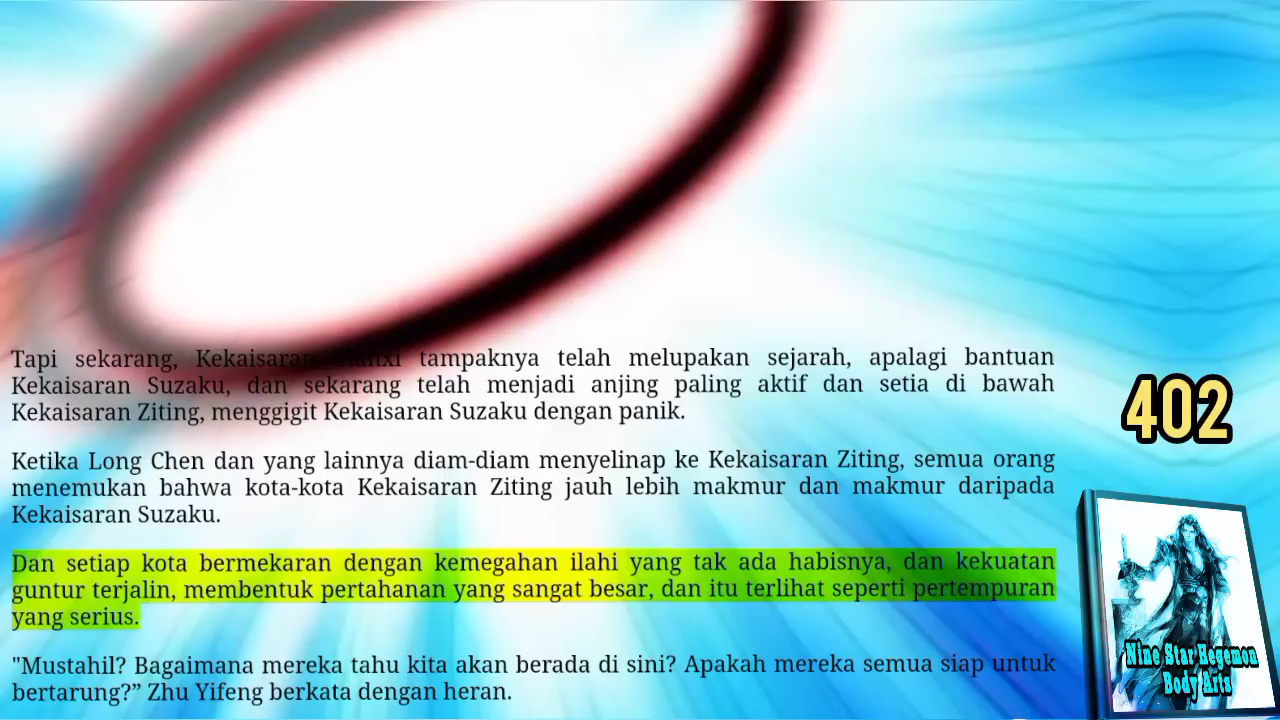 Tapi sekarang, Kekaisaran tampaknya telah melupakan sejarah, apalagi bantuan
Kekaisaran Suzaku, dan sekarang telah menjadi anjing paling aktif dan setia di bawah
Kekaisaran Ziting, menggigit Kekaisaran Suzaku dengan panik.
Ketika Long Chen dan yang lainnya diam-diam menyelinap ke Kekaisaran Ziting, semua orang
menemukan bahwa kota-kota Kekaisaran Ziting jauh lebih makmur dan makmur daripada
Kekaisaran Suzaku.
Dan setiap kota bermekaran dengan kemegahan ilahi yang tak ada habisnya, dan kekuatan
guntur terjalin, membentuk pertahanan yang sangat besar, dan itu terlihat seperti pertempuran
yang serius.
"Mustahil? Bagaimana mereka tahu kita akan berada di sini? Apakah mereka semua siap untuk
bertarung?” Zhu Yifeng berkata dengan heran.
402
Nine Star Hegemon
Body Arts